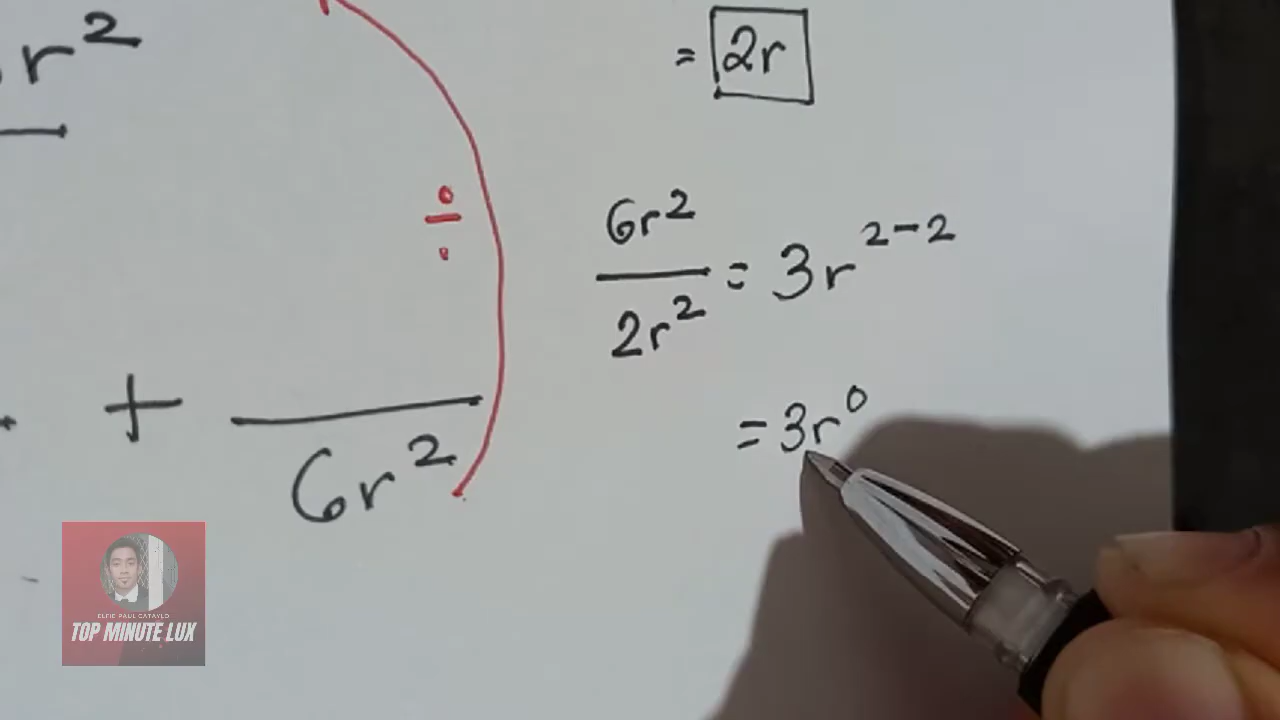 r²
÷
+
6r²
= 2r
6r²
2r²
= 3r²⁻²
= 3r⁰
ELFIE PAUL CATAYLO
TOP MINUTE LUX